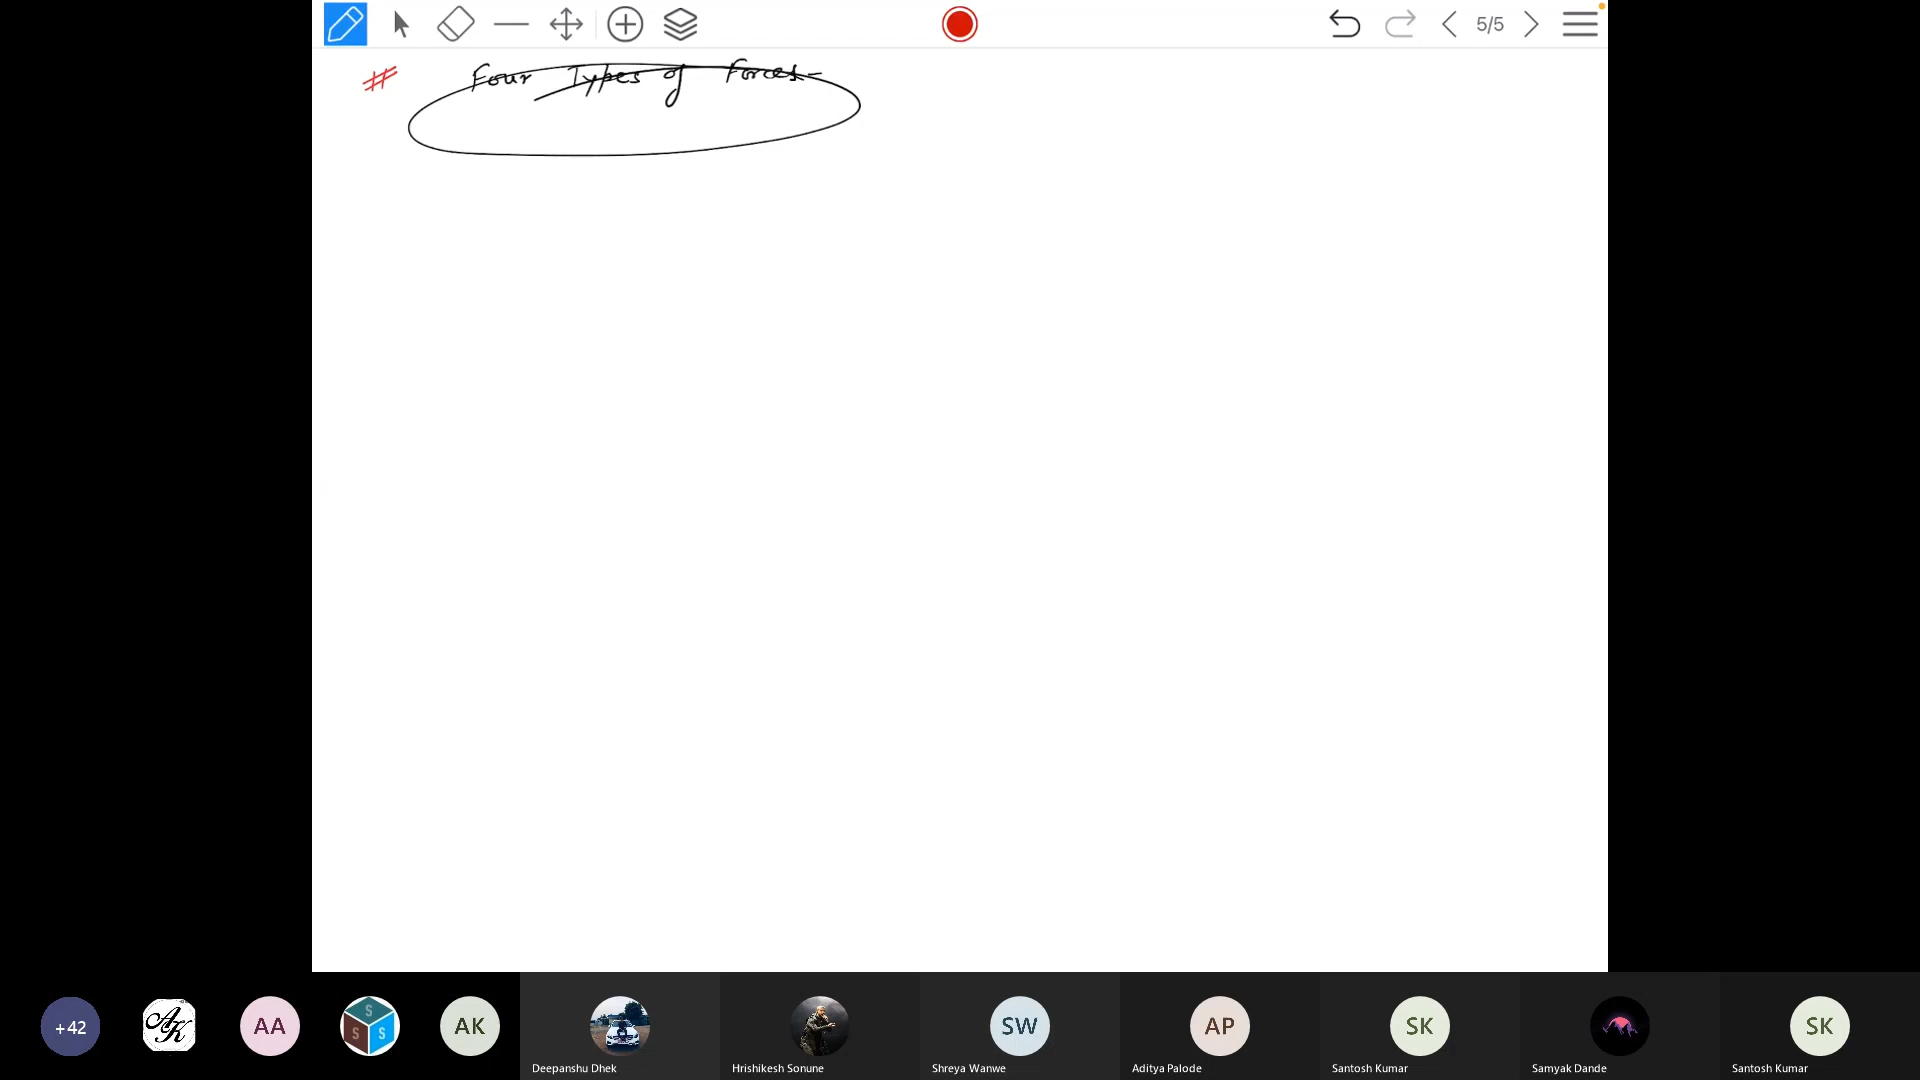 5/5
# Four Types of Forces-
+42
AK
AA
S
S S
AK
SW
AP
SK
SK
Deepanshu Dhek
Hrishikesh Sonune
Shreya Wanwe
Aditya Palode
Santosh Kumar
Samyak Dande
Santosh Kumar